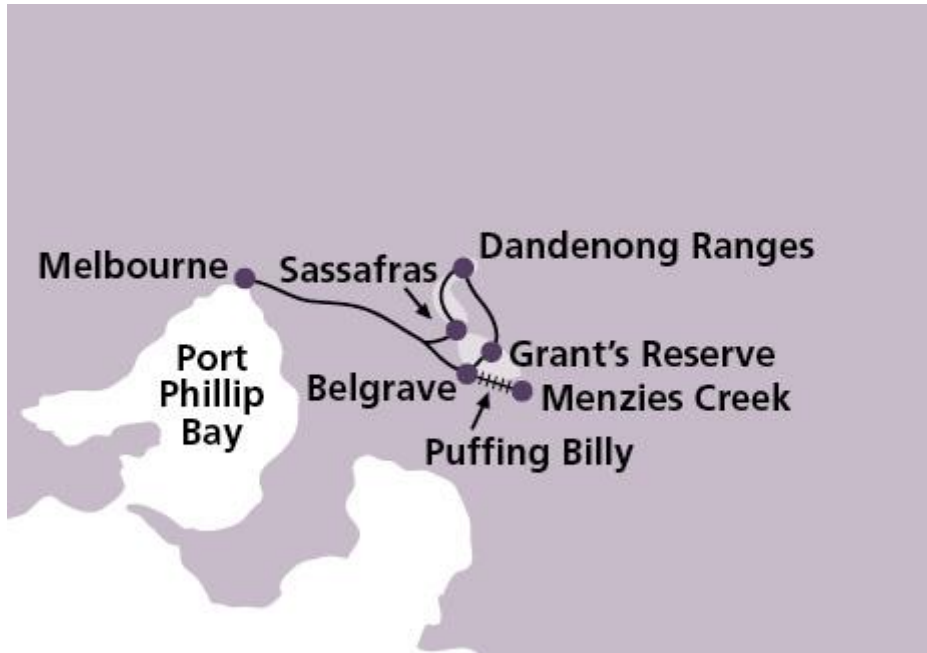 Dandenong Ranges
Melbourne
Sassafras
Port
Phillip
Bay
Grant's Reserve
Belgrave
Menzies Creek
Puffing Billy